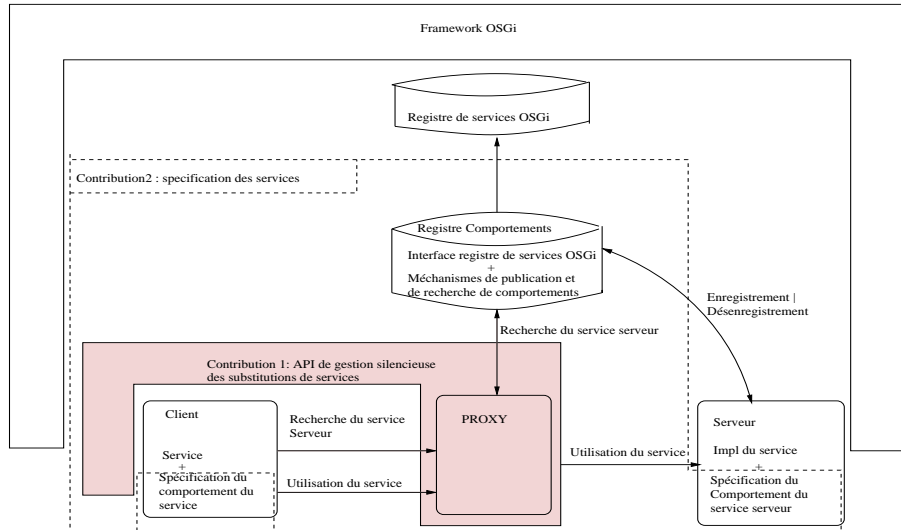 Framework OSGi
Registre de services OSGi
Contribution2 : specification des services
Registre Comportements
Interface registre de services OSGi
+
Méchanismes de publication et
de recherche de comportements
Enregistrement |
Désenregistrement
Recherche du service serveur
Contribution 1: API de gestion silencieuse
des substitutions de services
Client
Service
+
Spécification du
comportement du
service
Recherche du service
Serveur
Utilisation du service
PROXY
Utilisation du service
Serveur
Impl du service
+
Spécification du
Comportement du
service serveur